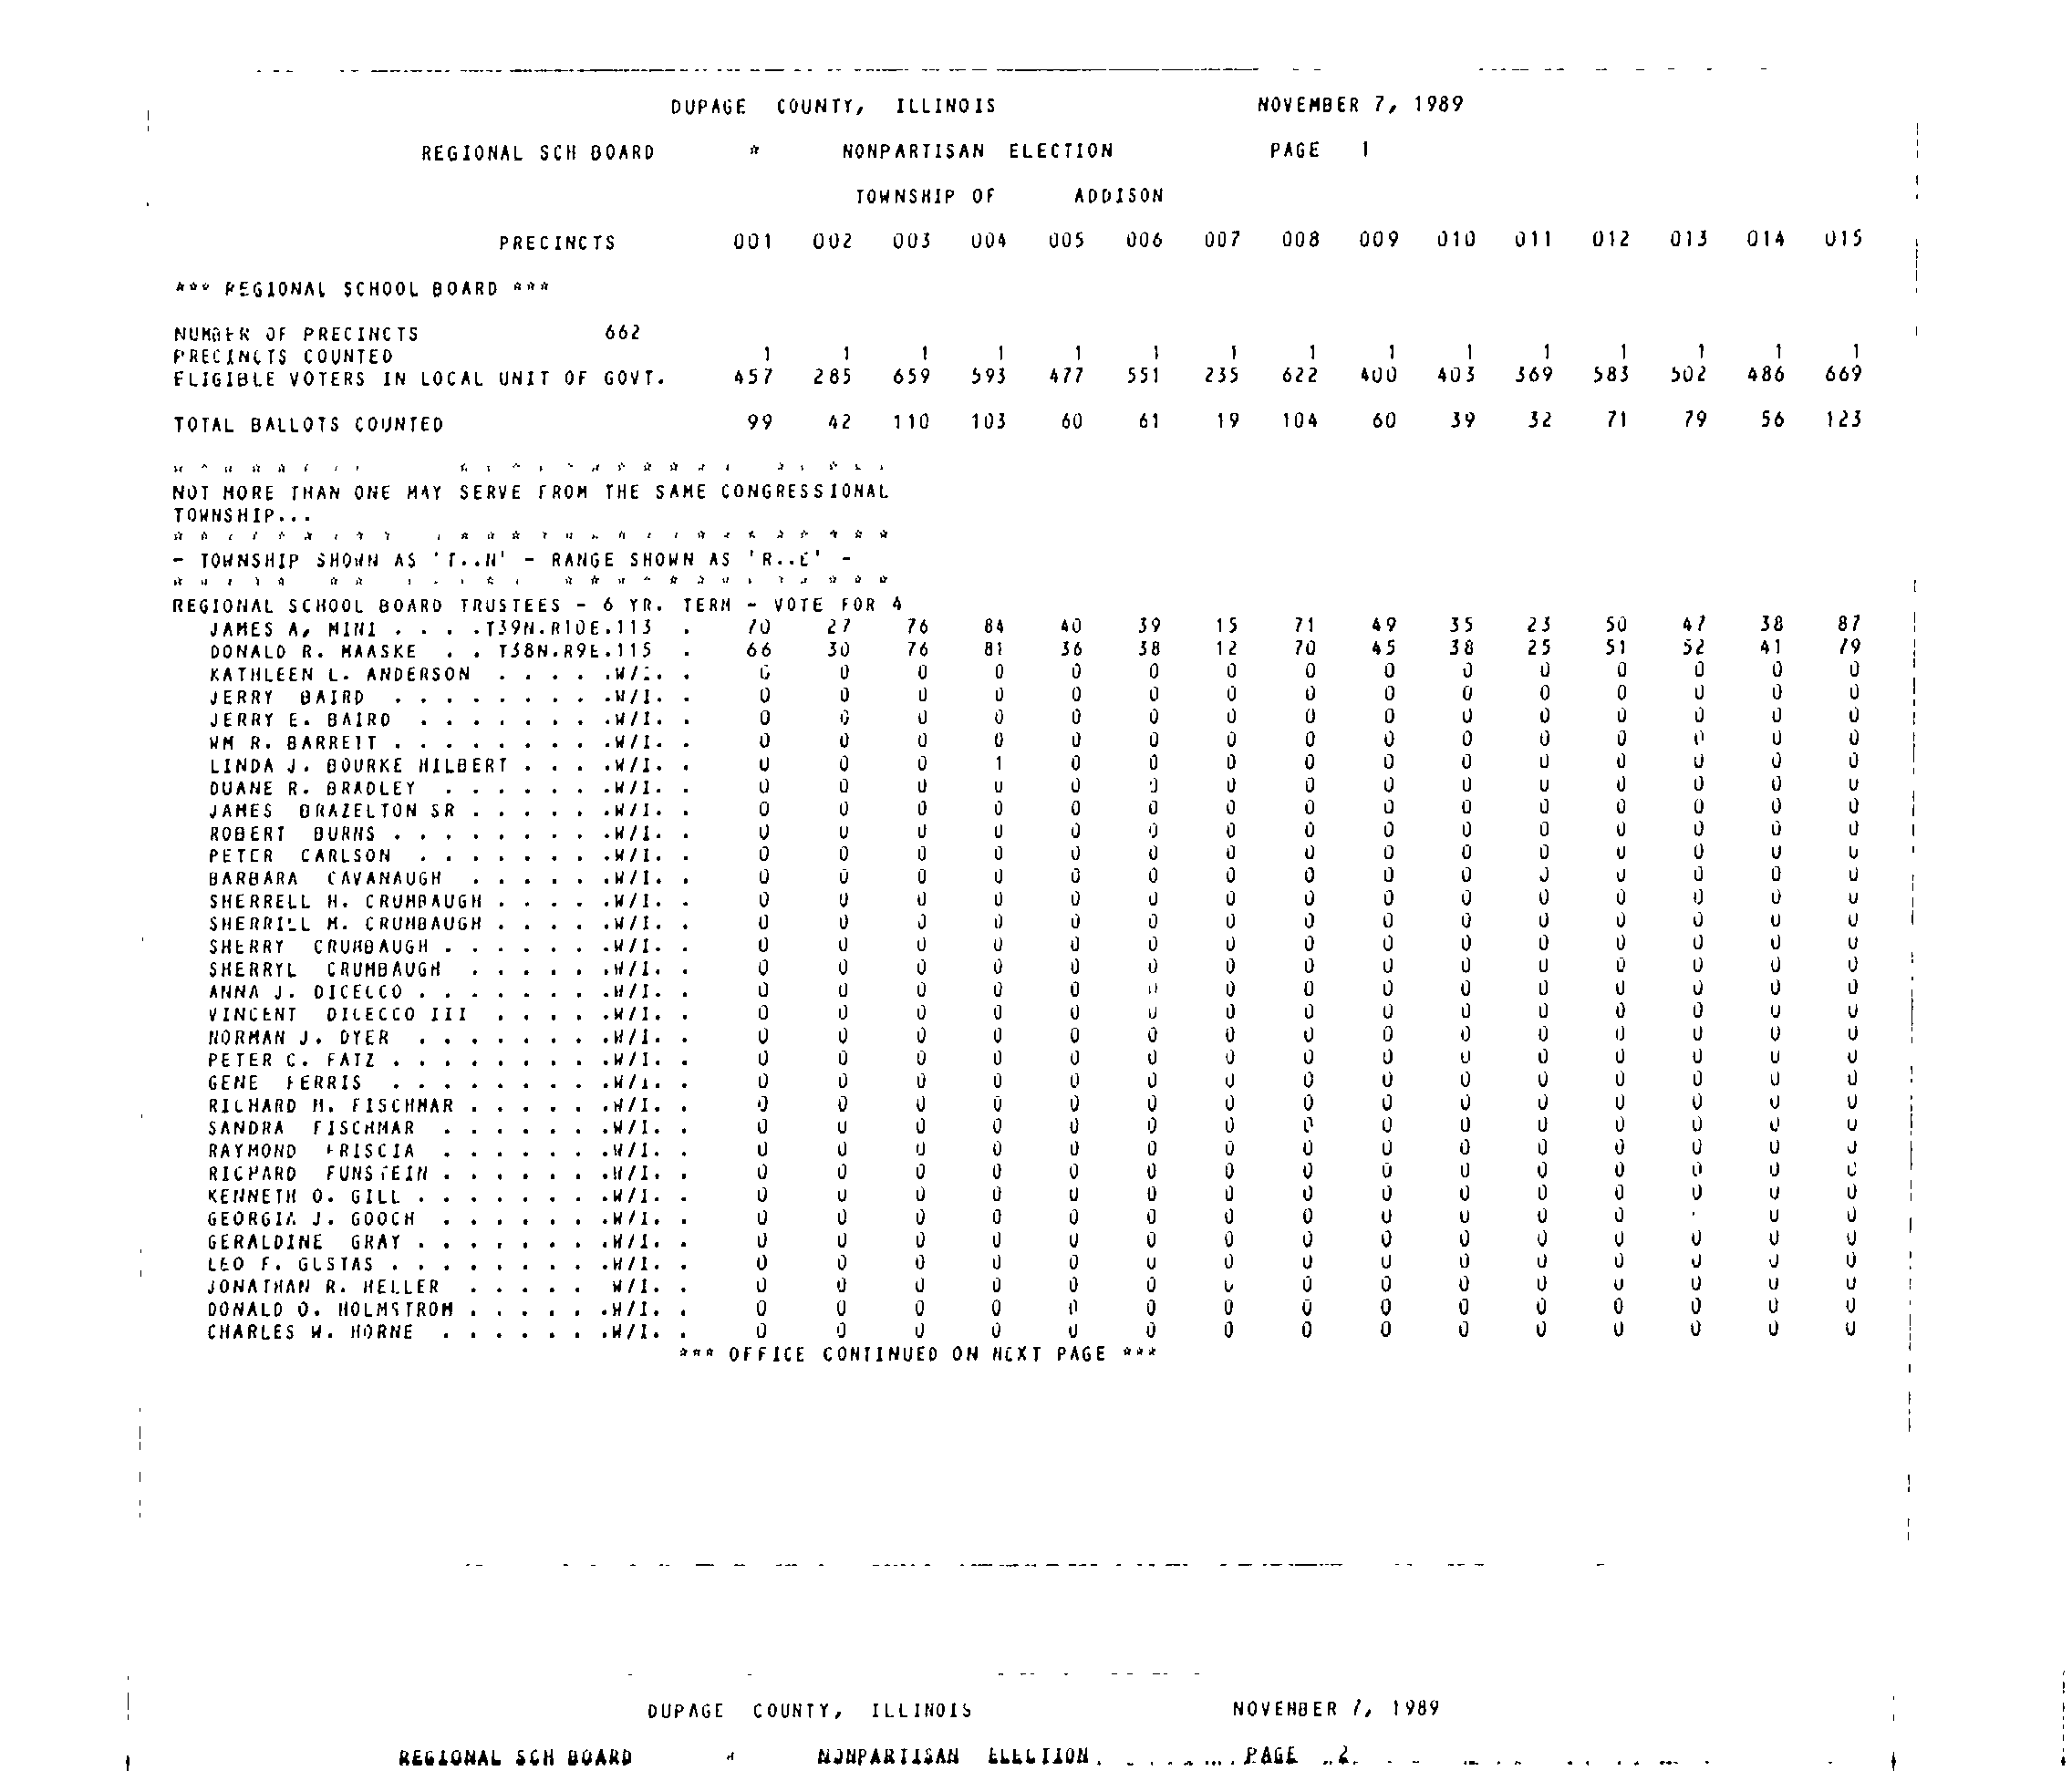 DUPAGE COUNTY, ILLINOIS NOVEMBER 7, 1989
REGIONAL SCH BOARD * NONPARTISAN ELECTION PAGE 1
TOWNSHIP OF ADDISON
PRECINCTS 001 002 003 004 005 006 007 008 009 010 011 012 013 014 015
*** REGIONAL SCHOOL BOARD ***
NUMBER OF PRECINCTS 662
PRECINCTS COUNTED 1 1 1 1 1 1 1 1 1 1 1 1 1 1 1
ELIGIBLE VOTERS IN LOCAL UNIT OF GOVT. 457 285 659 593 477 551 235 622 400 403 369 583 502 486 669
TOTAL BALLOTS COUNTED 99 42 110 103 60 61 19 104 60 39 32 71 79 56 123
NOT MORE THAN ONE MAY SERVE FROM THE SAME CONGRESSIONAL
TOWNSHIP...
- TOWNSHIP SHOWN AS 'T..N' - RANGE SHOWN AS 'R..E' -
REGIONAL SCHOOL BOARD TRUSTEES - 6 YR. TERM - VOTE FOR 4
JAMES A. MINI . . . .T39N.R10E.113 . 70 27 76 84 40 39 15 71 49 35 23 50 47 38 87
DONALD R. MAASKE . . T38N.R9E.115 . 66 30 76 81 36 38 12 70 45 38 25 51 52 41 79
KATHLEEN L. ANDERSON . . . . .W/I. . 0 0 0 0 0 0 0 0 0 0 0 0 0 0 0
JERRY BAIRD . . . . . . . . .W/I. . 0 0 0 0 0 0 0 0 0 0 0 0 0 0 0
JERRY E. BAIRD . . . . . . . .W/I. . 0 0 0 0 0 0 0 0 0 0 0 0 0 0 0
WM R. BARRETT . . . . . . . . .W/I. . 0 0 0 0 0 0 0 0 0 0 0 0 0 0 0
LINDA J. BOURKE HILBERT . . . .W/I. . 0 0 0 1 0 0 0 0 0 0 0 0 0 0 0
DUANE R. BRADLEY . . . . . . .W/I. . 0 0 0 0 0 0 0 0 0 0 0 0 0 0 0
JAMES BRAZELTON SR . . . . . .W/I. . 0 0 0 0 0 0 0 0 0 0 0 0 0 0 0
ROBERT BURNS . . . . . . . . .W/I. . 0 0 0 0 0 0 0 0 0 0 0 0 0 0 0
PETER CARLSON . . . . . . . .W/I. . 0 0 0 0 0 0 0 0 0 0 0 0 0 0 0
BARBARA CAVANAUGH . . . . . .W/I. . 0 0 0 0 0 0 0 0 0 0 0 0 0 0 0
SHERRELL H. CRUMBAUGH . . . . .W/I. . 0 0 0 0 0 0 0 0 0 0 0 0 0 0 0
SHERRILL M. CRUMBAUGH . . . . .W/I. . 0 0 0 0 0 0 0 0 0 0 0 0 0 0 0
SHERRY CRUMBAUGH . . . . . . .W/I. . 0 0 0 0 0 0 0 0 0 0 0 0 0 0 0
SHERRYL CRUMBAUGH . . . . . .W/I. . 0 0 0 0 0 0 0 0 0 0 0 0 0 0 0
ANNA J. DICELCO . . . . . . . .W/I. . 0 0 0 0 0 0 0 0 0 0 0 0 0 0 0
VINCENT DICECCO III . . . . .W/I. . 0 0 0 0 0 0 0 0 0 0 0 0 0 0 0
NORMAN J. DYER . . . . . . . .W/I. . 0 0 0 0 0 0 0 0 0 0 0 0 0 0 0
PETER C. FATZ . . . . . . . . .W/I. . 0 0 0 0 0 0 0 0 0 0 0 0 0 0 0
GENE FERRIS . . . . . . . . .W/I. . 0 0 0 0 0 0 0 0 0 0 0 0 0 0 0
RICHARD M. FISCHMAR . . . . . .W/I. . 0 0 0 0 0 0 0 0 0 0 0 0 0 0 0
SANDRA FISCHMAR . . . . . . .W/I. . 0 0 0 0 0 0 0 0 0 0 0 0 0 0 0
RAYMOND FRISCIA . . . . . . .W/I. . 0 0 0 0 0 0 0 0 0 0 0 0 0 0 0
RICHARD FUNSTEIN . . . . . . .W/I. . 0 0 0 0 0 0 0 0 0 0 0 0 0 0 0
KENNETH O. GILL . . . . . . . .W/I. . 0 0 0 0 0 0 0 0 0 0 0 0 0 0 0
GEORGIA J. GOOCH . . . . . . .W/I. . 0 0 0 0 0 0 0 0 0 0 0 0 0 0
GERALDINE GRAY . . . . . . . .W/I. . 0 0 0 0 0 0 0 0 0 0 0 0 0 0 0
LEO F. GUSTAS . . . . . . . . .W/I. . 0 0 0 0 0 0 0 0 0 0 0 0 0 0 0
JONATHAN R. HELLER . . . . . W/I. . 0 0 0 0 0 0 0 0 0 0 0 0 0 0 0
DONALD O. HOLMSTROM . . . . . .W/I. . 0 0 0 0 0 0 0 0 0 0 0 0 0 0 0
CHARLES W. HORNE . . . . . . .W/I. . 0 0 0 0 0 0 0 0 0 0 0 0 0 0 0
*** OFFICE CONTINUED ON NEXT PAGE ***
DUPAGE COUNTY, ILLINOIS NOVEMBER 7, 1989
REGIONAL SCH BOARD * NONPARTISAN ELECTION PAGE 2